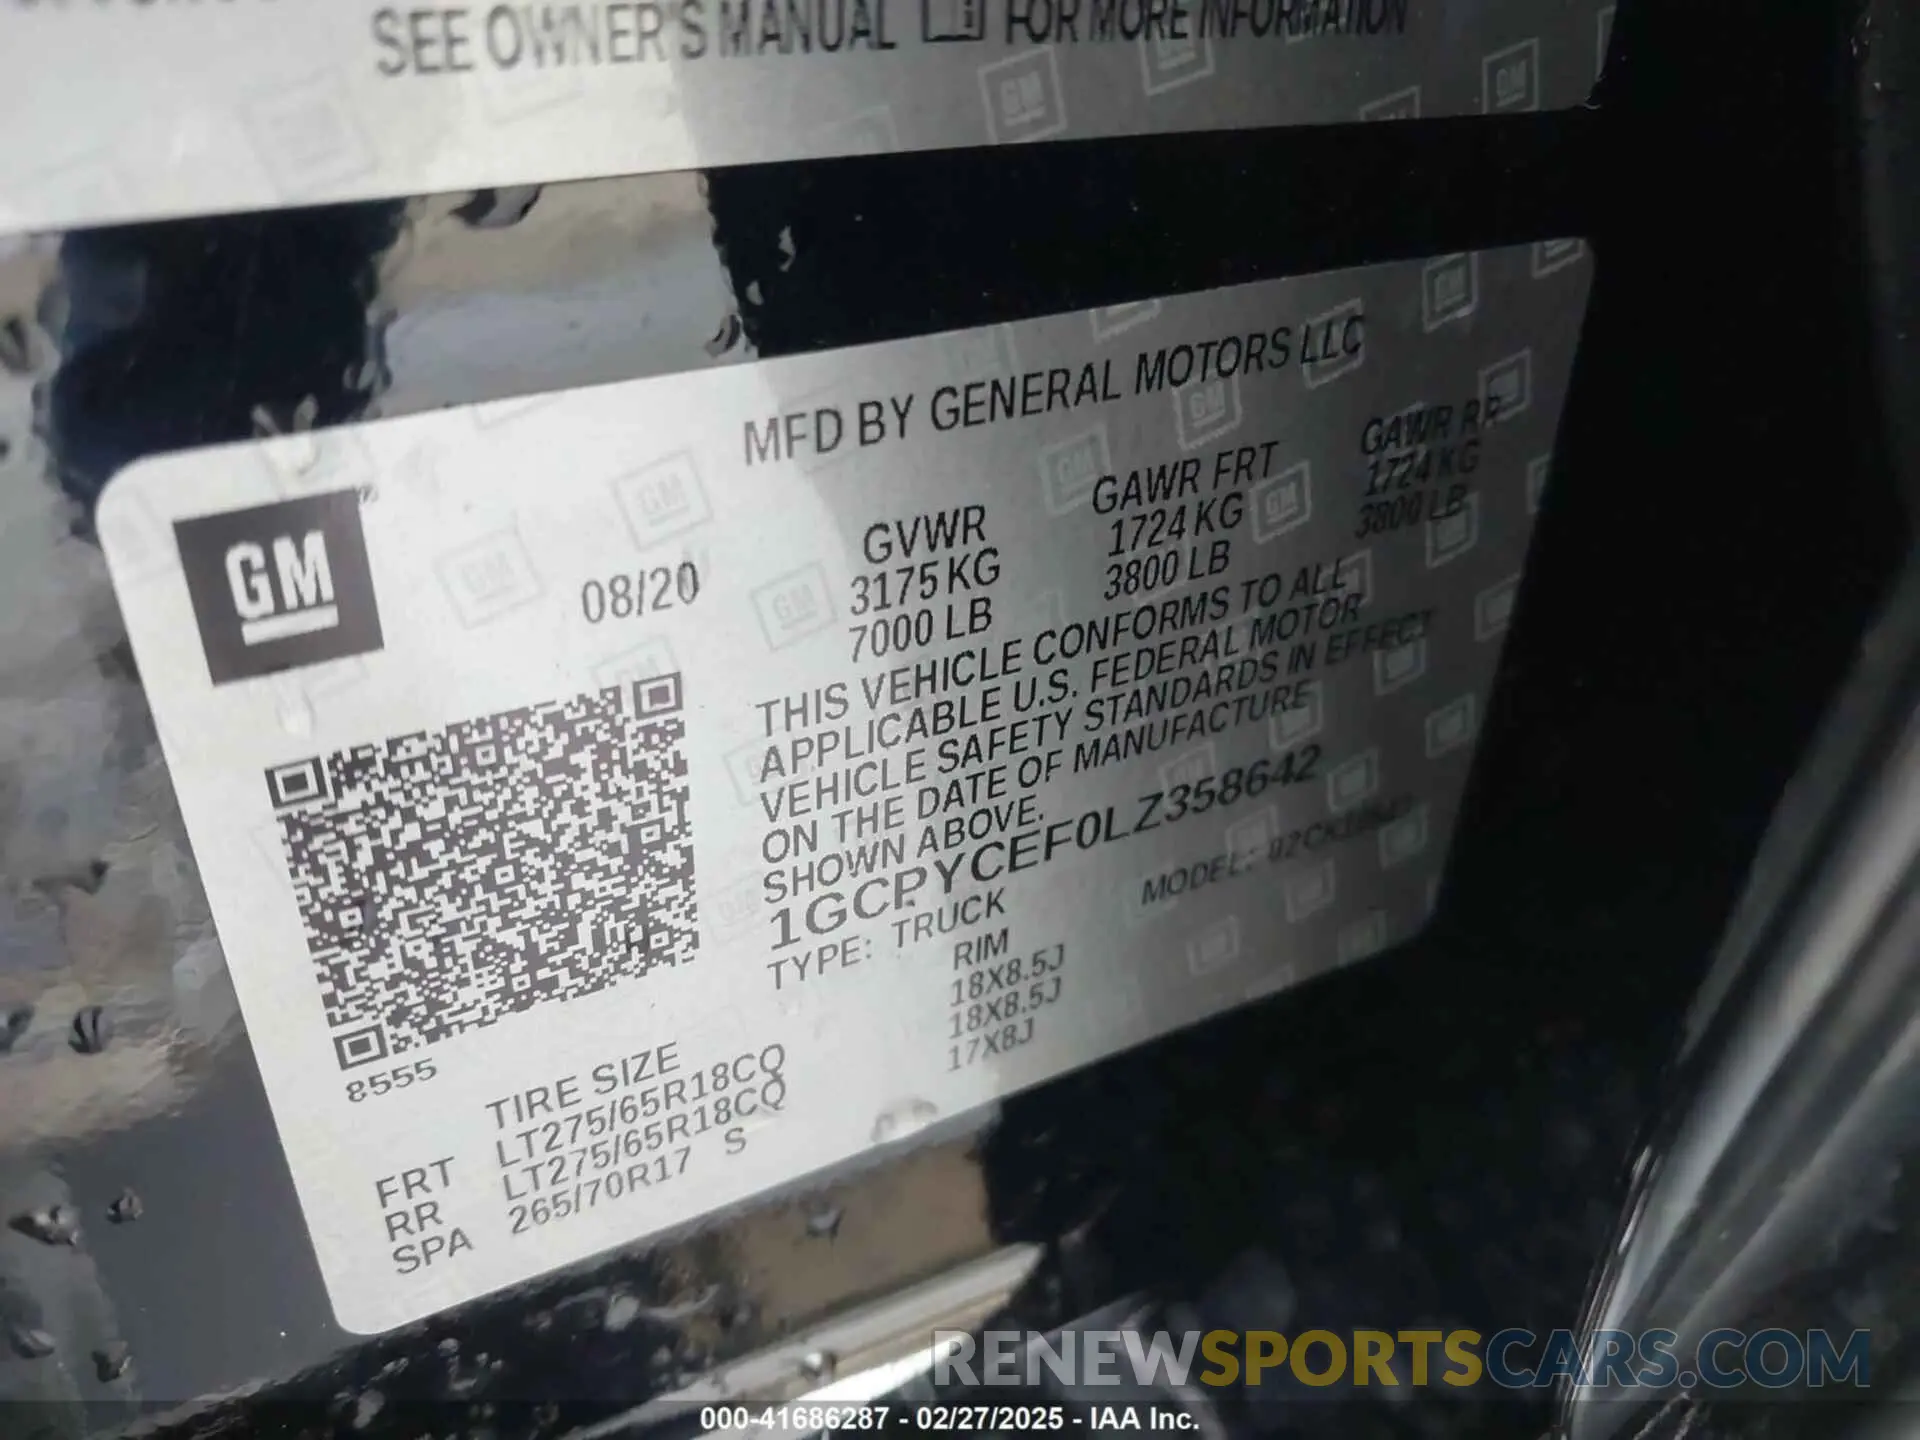 SEE OWNER'S MANUAL FOR MORE INFORMATION
MFD BY GENERAL MOTORS LLC
GM
08/20
GVWR GAWR FRT GAWR RR
3175 KG 1724 KG 1724 KG
7000 LB 3800 LB 3800 LB
THIS VEHICLE CONFORMS TO ALL
APPLICABLE U.S. FEDERAL MOTOR
VEHICLE SAFETY STANDARDS IN EFFECT
ON THE DATE OF MANUFACTURE
SHOWN ABOVE.
1GCPYCEF0LZ358642
TYPE: TRUCK MODEL:
8555
TIRE SIZE RIM
FRT LT275/65R18CQ 18X8.5J
RR LT275/65R18CQ 18X8.5J
SPA 265/70R17 S 17X8J
RENEWSPORTSCARS.COM
000-41686287 - 02/27/2025 - IAA Inc.